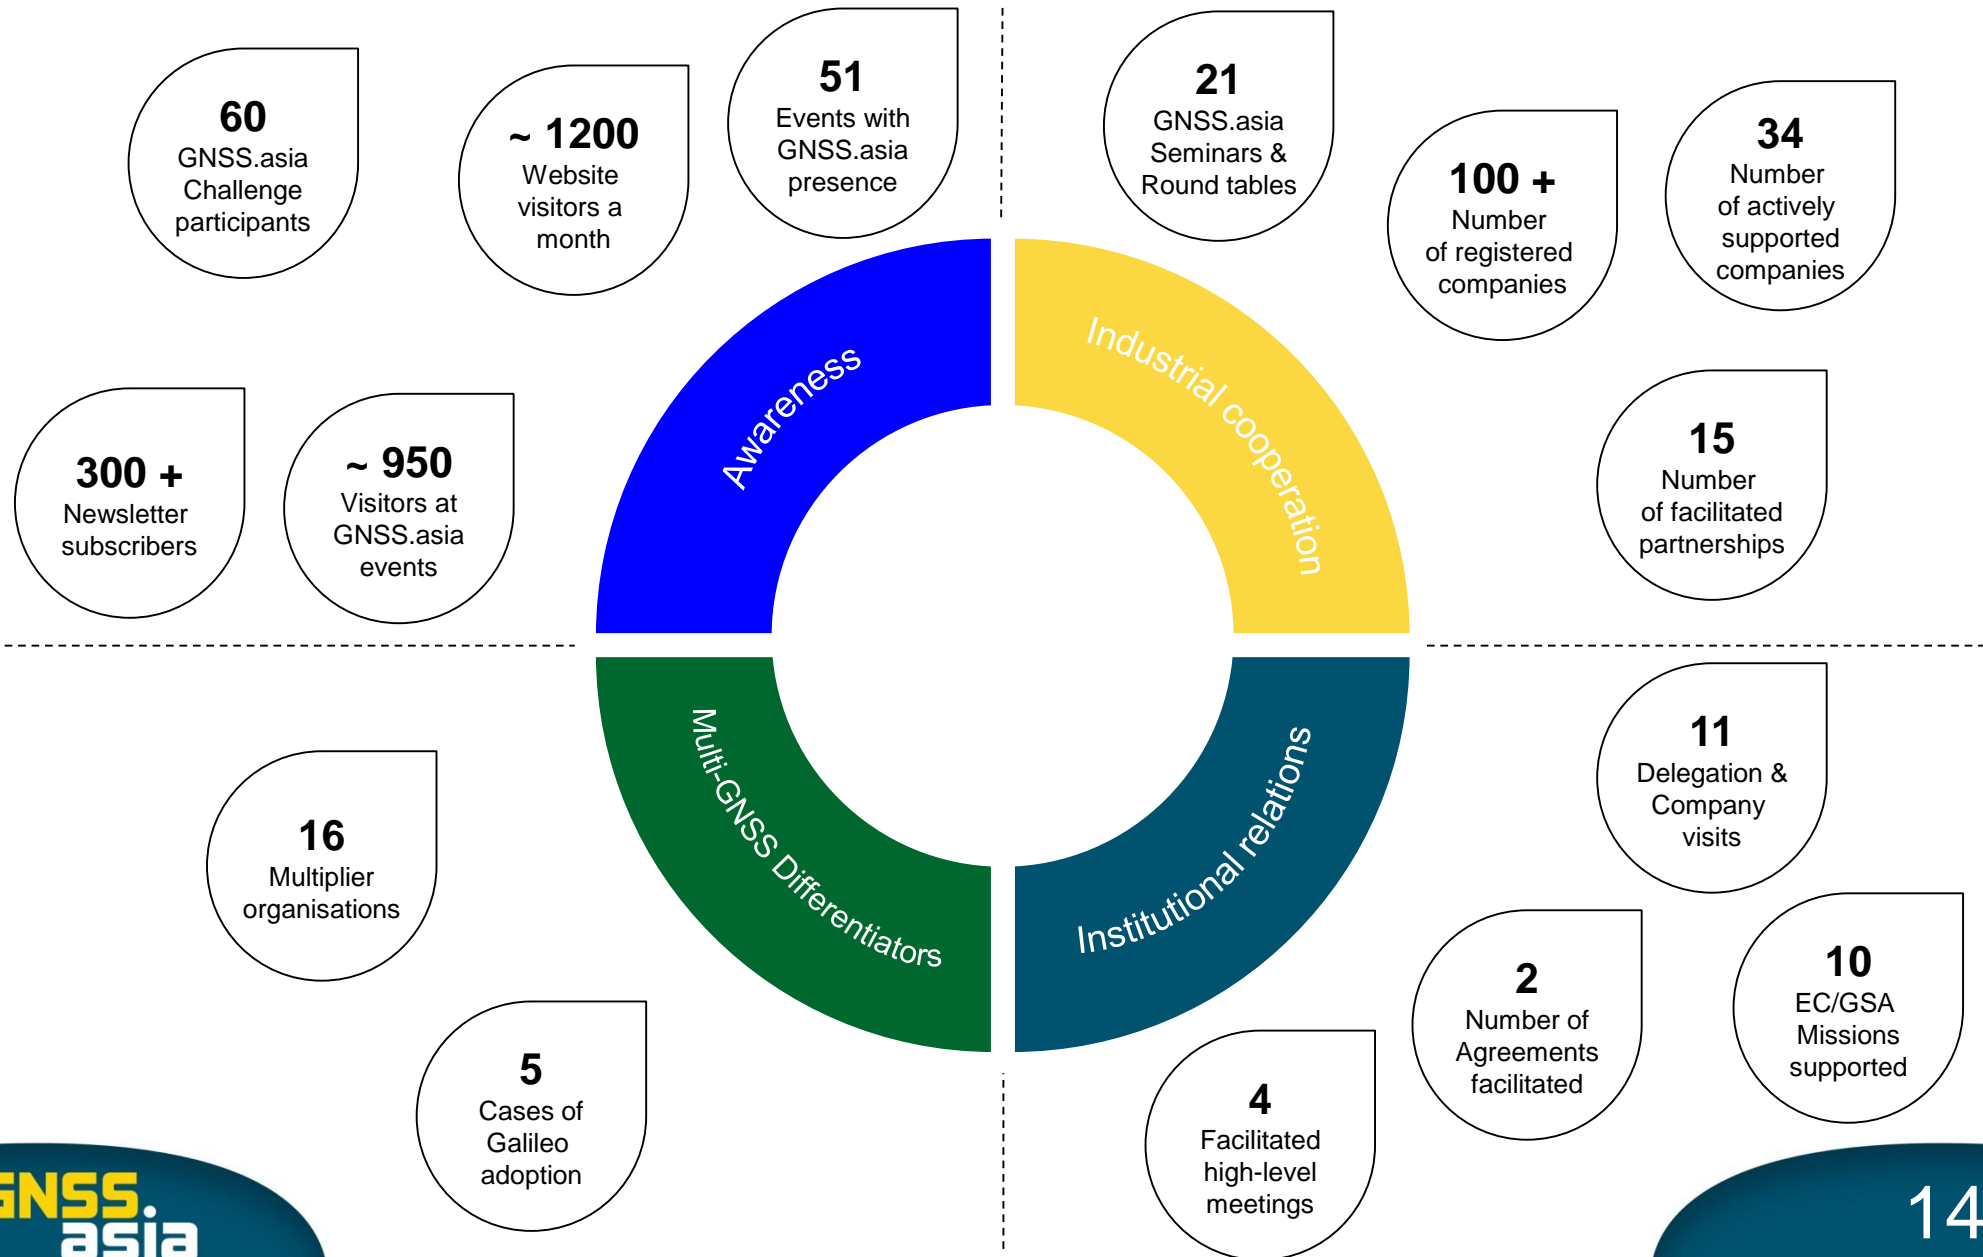 60
GNSS.asia
Challenge
participants
~ 1200
Website
visitors a
month
51
Events with
GNSS.asia
presence
300 +
Newsletter
subscribers
~ 950
Visitors at
GNSS.asia
events
Awareness
21
GNSS.asia
Seminars &
Round tables
100 +
Number
of registered
companies
34
Number
of actively
supported
companies
15
Number
of facilitated
partnerships
Industrial cooperation
Multi-GNSS Differentiators
16
Multiplier
organisations
5
Cases of
Galileo
adoption
Institutional relations
11
Delegation &
Company
visits
2
Number of
Agreements
facilitated
10
EC/GSA
Missions
supported
4
Facilitated
high-level
meetings
GNSS.
asia
14